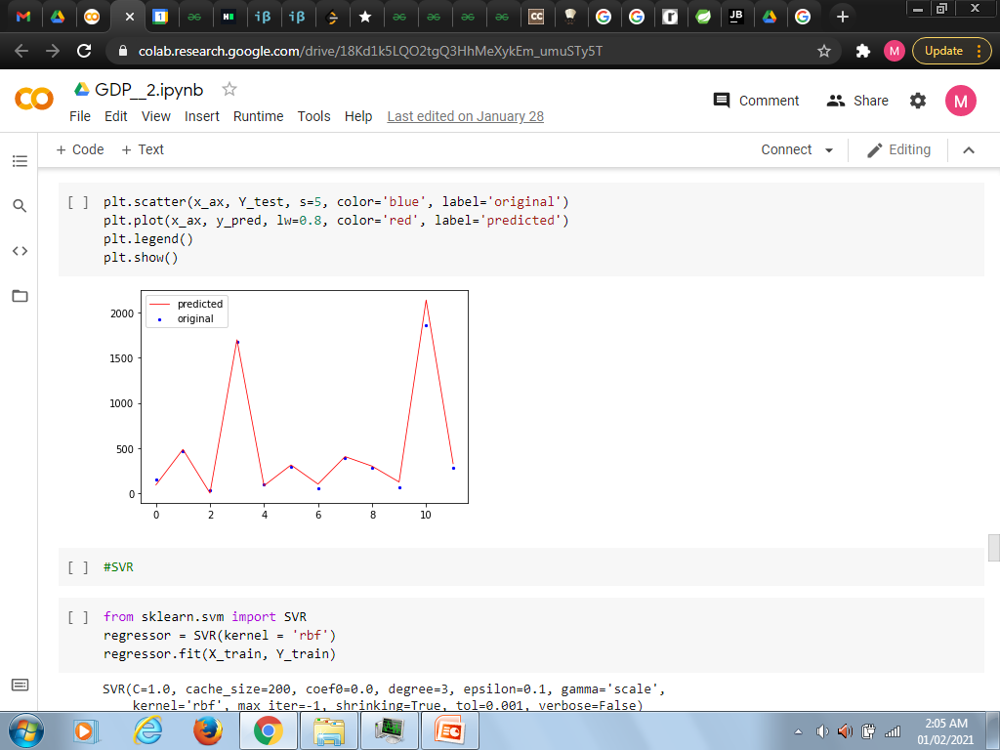 colab.research.google.com/drive/18Kd1k5LQO2tgQ3HhMeXykEm_umuSTy5T
M
Update
GDP__2.ipynb
Comment
Share
M
File Edit View Insert Runtime Tools Help Last edited on January 28
+ Code + Text
Connect
Editing
[ ] plt.scatter(x_ax, Y_test, s=5, color='blue', label='original')
plt.plot(x_ax, y_pred, lw=0.8, color='red', label='predicted')
plt.legend()
plt.show()
predicted
original
2000
1500
1000
500
0
0 2 4 6 8 10
[ ] #SVR
[ ] from sklearn.svm import SVR
regressor = SVR(kernel = 'rbf')
regressor.fit(X_train, Y_train)
SVR(C=1.0, cache_size=200, coef0=0.0, degree=3, epsilon=0.1, gamma='scale',
kernel='rbf', max_iter=-1, shrinking=True, tol=0.001, verbose=False)
2:05 AM
01/02/2021